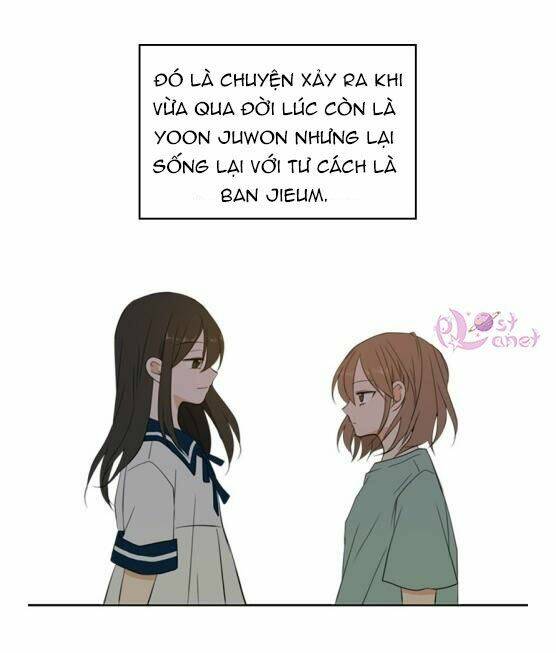 ĐÓ LÀ CHUYỆN XẢY RA KHI
VỪA QUA ĐỜI LÚC CÒN LÀ
YOON JUWON NHƯNG LẠI
SỐNG LẠI VỚI TƯ CÁCH LÀ
BAN JIEUM.
Lost
Planet